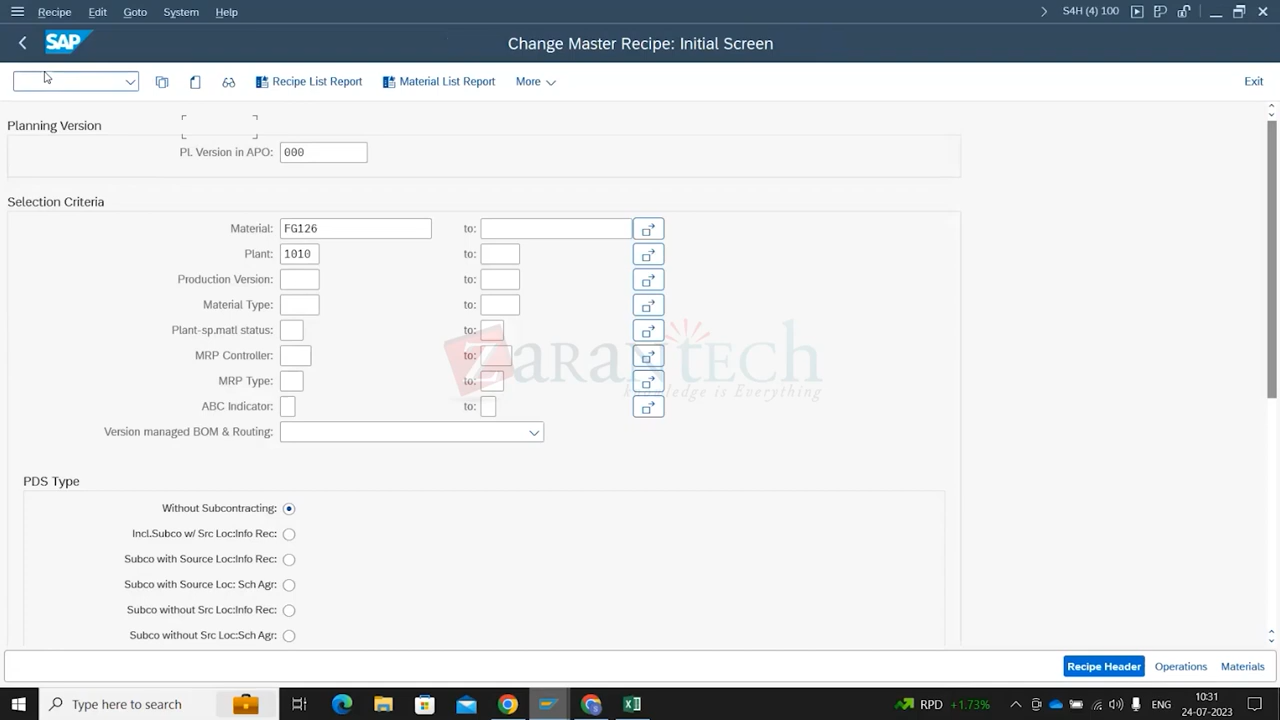 Recipe Edit Goto System Help S4H (4) 100
SAP Change Master Recipe: Initial Screen
Recipe List Report Material List Report More Exit
Planning Version
PL Version in APO: 000
Selection Criteria
Material: FG126 to:
Plant: 1010 to:
Production Version: to:
Material Type: to:
Plant-sp.matl status: to:
MRP Controller: to:
MRP Type: to:
ABC Indicator: to:
Version managed BOM & Routing:
ZARANTech
knowledge is Everything
PDS Type
Without Subcontracting:
Incl.Subco w/ Src Loc:Info Rec:
Subco with Source Loc:Info Rec:
Subco with Source Loc: Sch Agr:
Subco without Src Loc:Info Rec:
Subco without Src Loc:Sch Agr:
Recipe Header Operations Materials
Type here to search RPD +1.73% ENG 10:31
24-07-2023